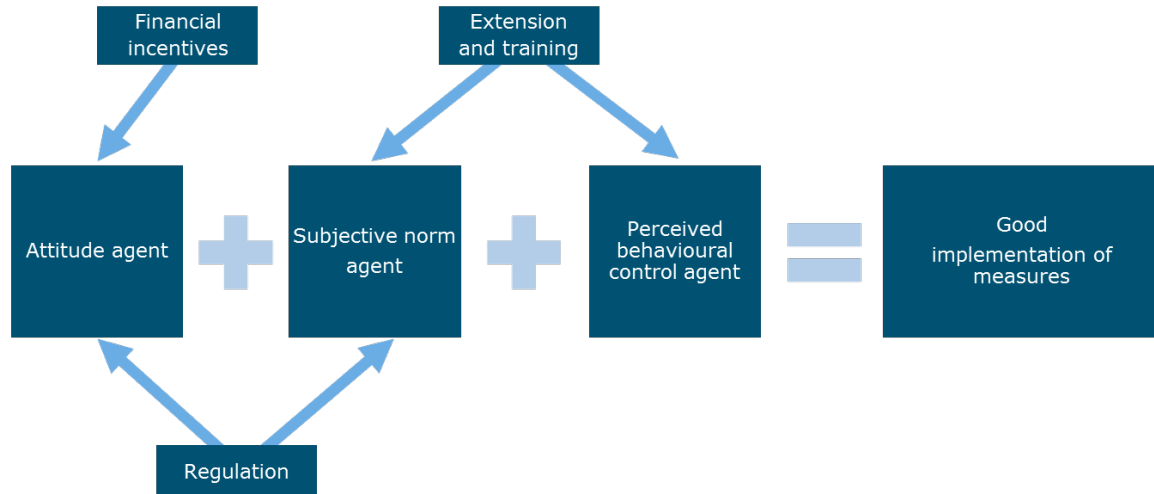 Financial
incentives
Extension
and training
Attitude agent
Subjective norm
agent
Perceived
behavioural
control agent
Good
implementation of
measures
Regulation